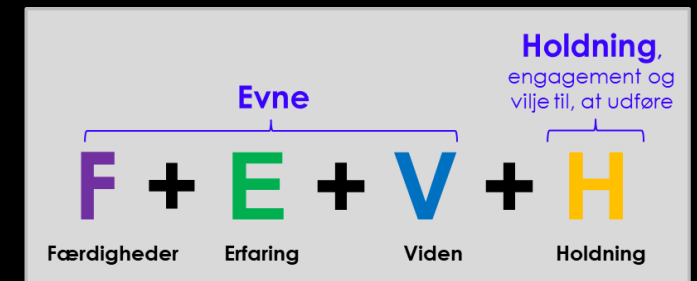 Holdning,
engagement og
vilje til, at udføre
Evne
F + E + V + H
Færdigheder Erfaring Viden Holdning